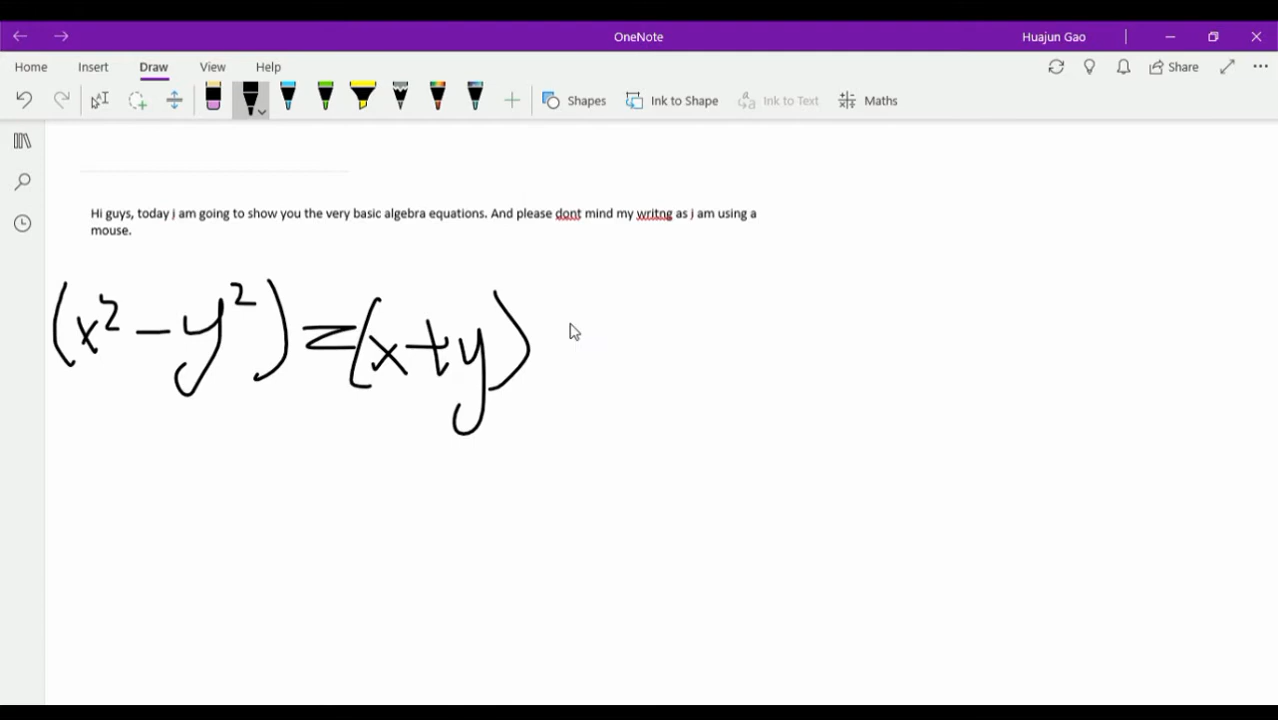 OneNote
Huajun Gao
Home Insert Draw View Help
Share
Shapes Ink to Shape Ink to Text Maths
Hi guys, today j am going to show you the very basic algebra equations. And please dont mind my writng as j am using a
mouse.
(x² - y²) = (x+y)